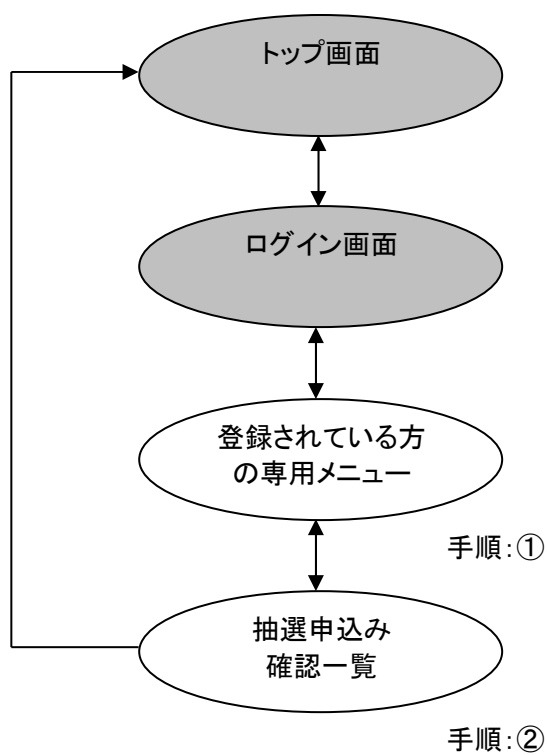 トップ画面
ログイン画面
登録されている方
の専用メニュー
手順:①
抽選申込み
確認一覧
手順:②